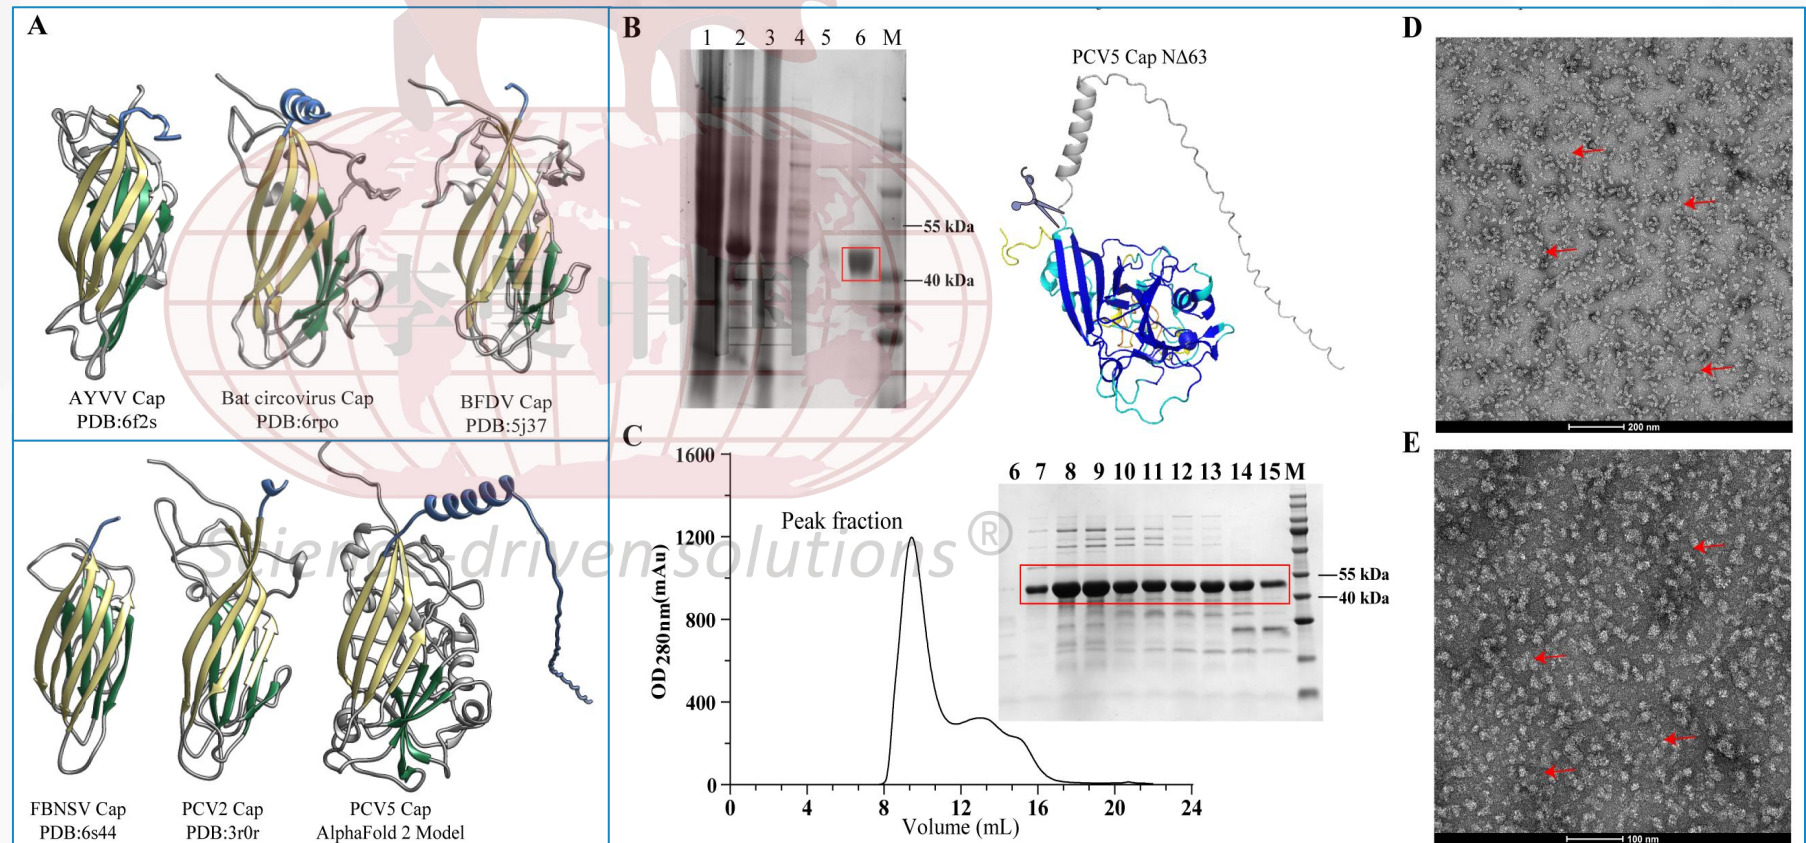 A
AYVV Cap
PDB:6f2s
Bat circovirus Cap
PDB:6rpo
BFDV Cap
PDB:5j37
FBNSV Cap
PDB:6s44
PCV2 Cap
PDB:3r0r
PCV5 Cap
AlphaFold 2 Model
B
1 2 3 4 5 6 M
55 kDa
40 kDa
PCV5 Cap NΔ63
C
1600
1200
800
400
0
OD280nm(mAu)
0 4 8 12 16 20 24
Volume (mL)
Peak fraction
6 7 8 9 10 11 12 13 14 15 M
55 kDa
40 kDa
D
200 nm
E
100 nm
Science-driven solutions ®